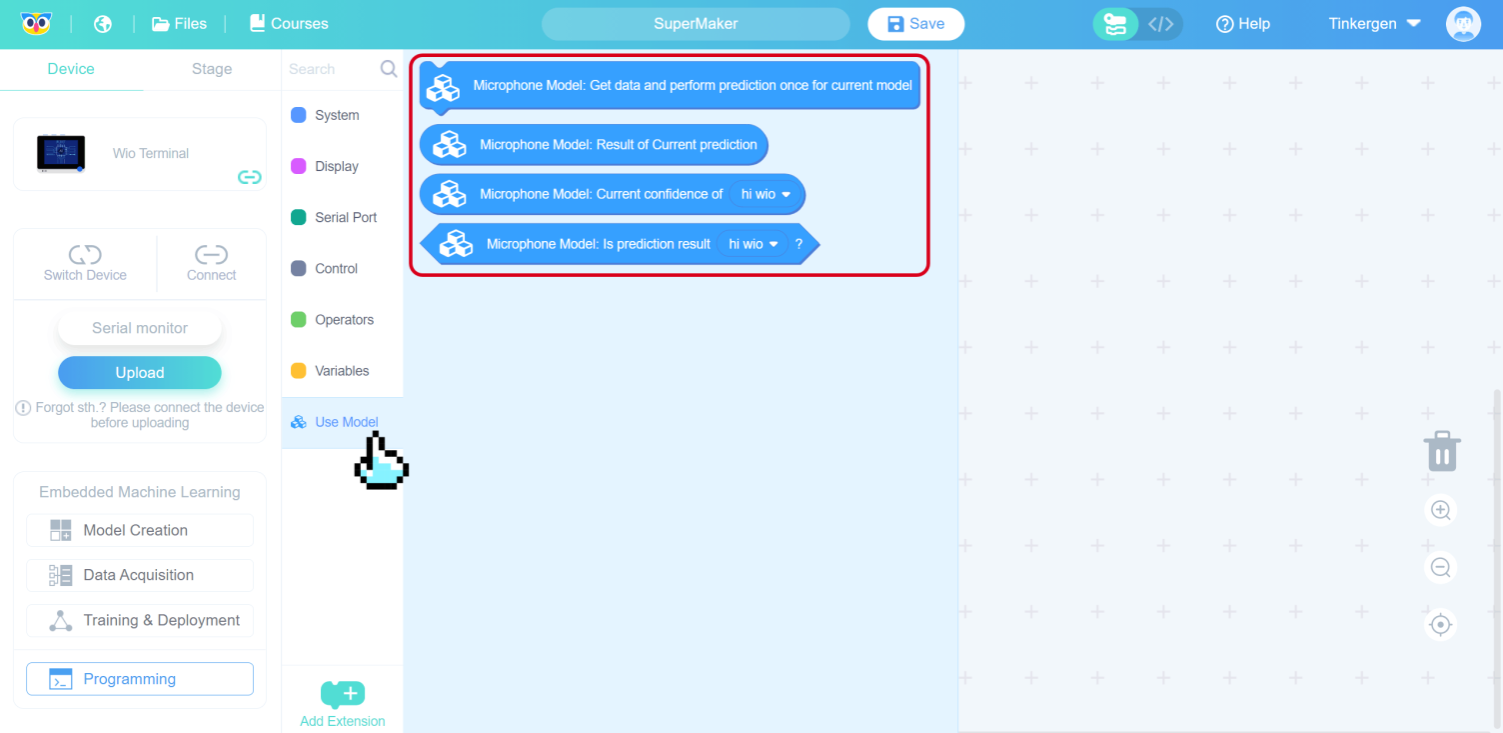 Files
Courses
SuperMaker
Save
</>
Help
Tinkergen
Device
Stage
Search
Wio Terminal
Switch Device
Connect
Serial monitor
Upload
Forgot sth.? Please connect the device
before uploading
Embedded Machine Learning
Model Creation
Data Acquisition
Training & Deployment
Programming
System
Display
Serial Port
Control
Operators
Variables
Use Model
Add Extension
Microphone Model: Get data and perform prediction once for current model
Microphone Model: Result of Current prediction
Microphone Model: Current confidence of hi wio
Microphone Model: Is prediction result hi wio ?